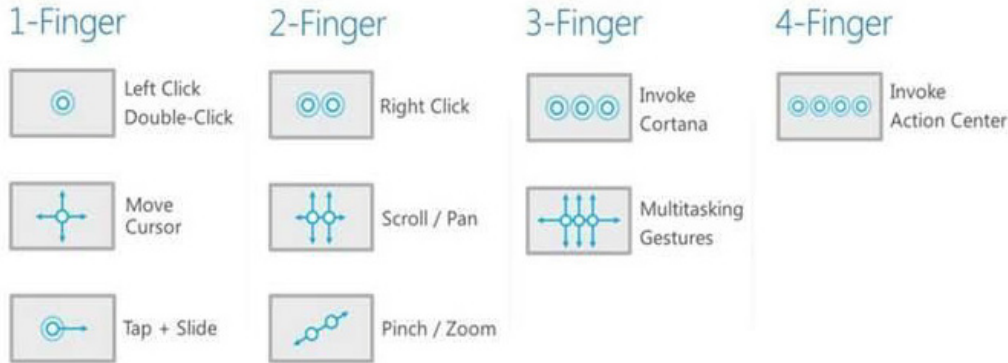 1-Finger
Left Click
Double-Click
Move
Cursor
Tap + Slide
2-Finger
Right Click
Scroll / Pan
Pinch / Zoom
3-Finger
Invoke
Cortana
Multitasking
Gestures
4-Finger
Invoke
Action Center